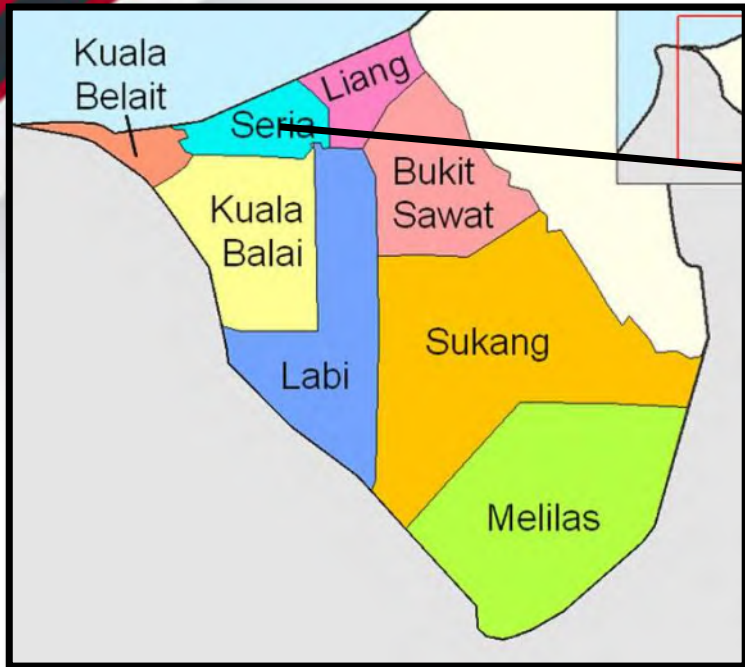 Kuala
Belait
Seria
Liang
Bukit
Sawat
Kuala
Balai
Sukang
Labi
Melilas